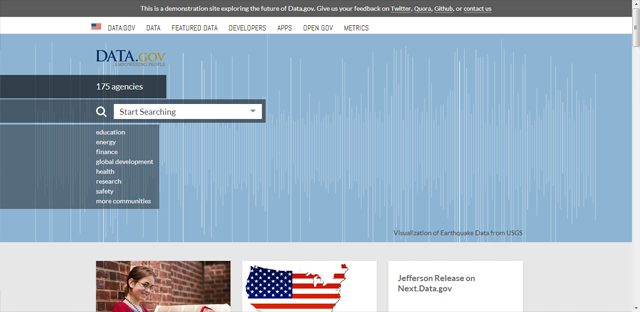 This is a demonstration site exploring the future of Data.gov. Give us your feedback on Twitter, Quora, Github, or contact us
DATA.GOV DATA FEATURED DATA DEVELOPERS APPS OPEN GOV METRICS
DATA.GOV
EMPOWERING PEOPLE
175 agencies
Start Searching
education
energy
finance
global development
health
research
safety
more communities
Visualization of Earthquake Data from USGS
Jefferson Release on
Next.Data.gov